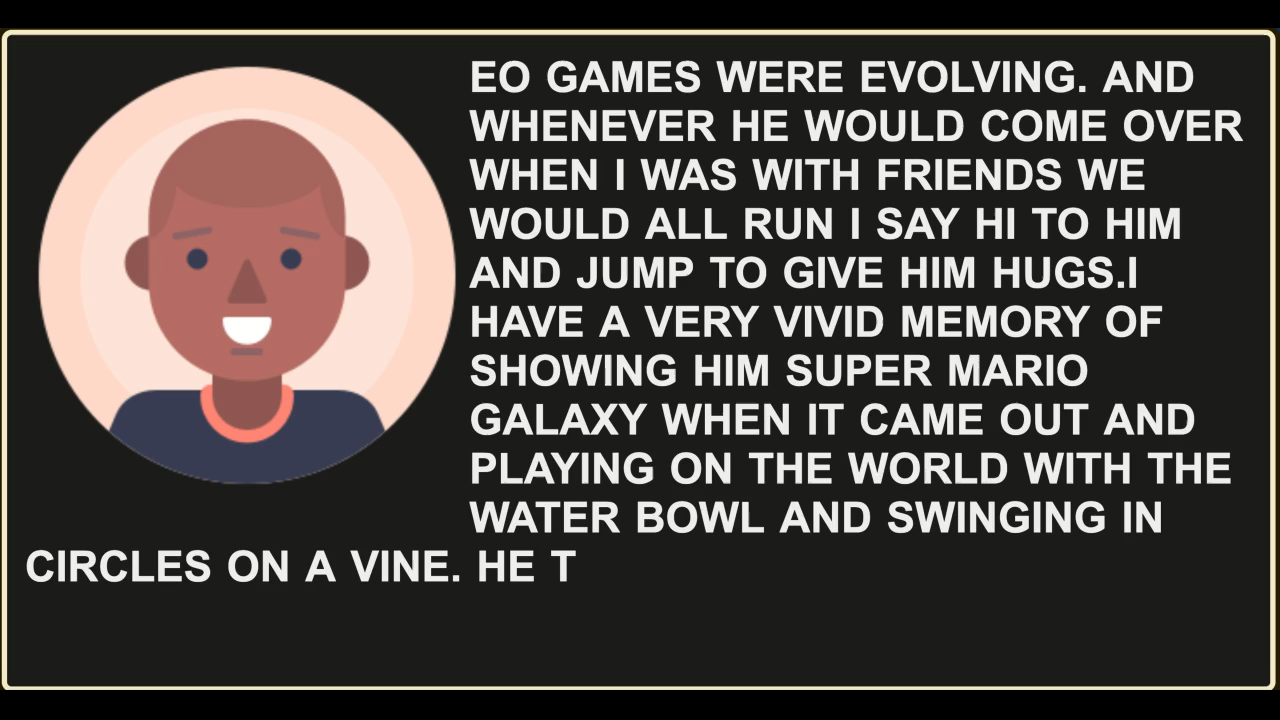 EO GAMES WERE EVOLVING. AND
WHENEVER HE WOULD COME OVER
WHEN I WAS WITH FRIENDS WE
WOULD ALL RUN I SAY HI TO HIM
AND JUMP TO GIVE HIM HUGS.I
HAVE A VERY VIVID MEMORY OF
SHOWING HIM SUPER MARIO
GALAXY WHEN IT CAME OUT AND
PLAYING ON THE WORLD WITH THE
WATER BOWL AND SWINGING IN
CIRCLES ON A VINE. HE T